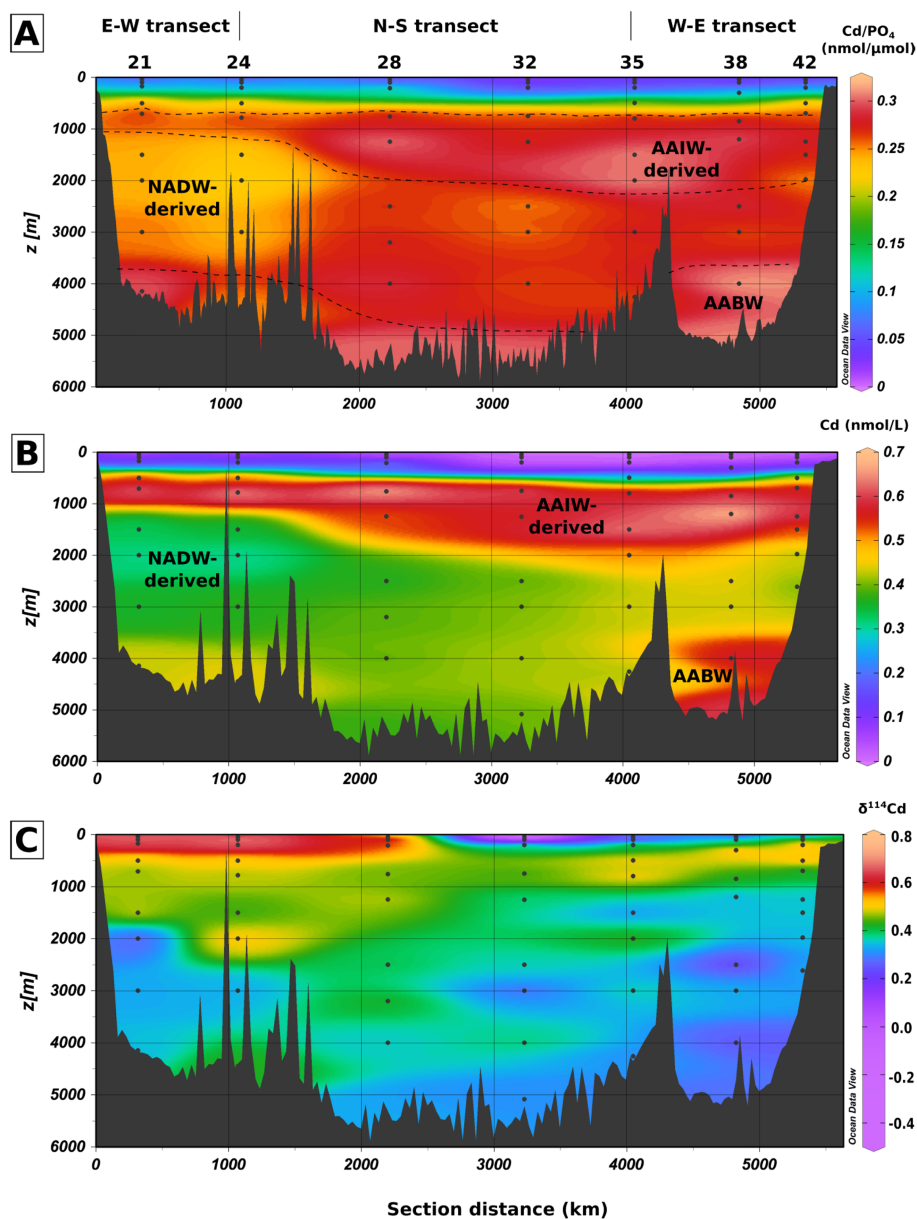 E-W transect N-S transect W-E transect
A
Cd/PO₄
(nmol/μmol)
21 24 28 32 35 38 42
0
1000
2000
3000
4000
5000
6000
z [m]
NADW-
derived
AAIW-
derived
AABW
Ocean Data View
0.3
0.25
0.2
0.15
0.1
0.05
0
0 1000 2000 3000 4000 5000
B
Cd (nmol/L)
0
1000
2000
3000
4000
5000
6000
z[m]
NADW-
derived
AAIW-
derived
AABW
Ocean Data View
0.7
0.6
0.5
0.4
0.3
0.2
0.1
0
0 1000 2000 3000 4000 5000
C
δ¹¹⁴Cd
0
1000
2000
3000
4000
5000
6000
z[m]
Ocean Data View
0.8
0.6
0.4
0.2
0.0
-0.2
-0.4
0 1000 2000 3000 4000 5000
Section distance (km)